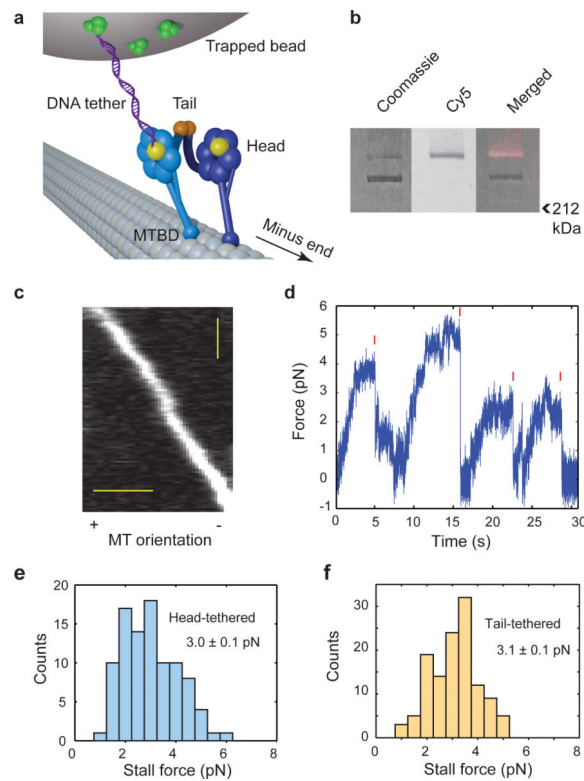 a
Trapped bead
DNA tether
Tail
Head
MTBD
Minus end
b
Coomassie
Cy5
Merged
212
kDa
c
+ -
MT orientation
d
6
5
4
3
2
1
0
-1
Force (pN)
0 5 10 15 20 25 30
Time (s)
e
20
15
10
5
0
Counts
Head-tethered
3.0 ± 0.1 pN
2 4 6 8
Stall force (pN)
f
30
20
10
0
Counts
Tail-tethered
3.1 ± 0.1 pN
0 2 4 6 8
Stall force (pN)